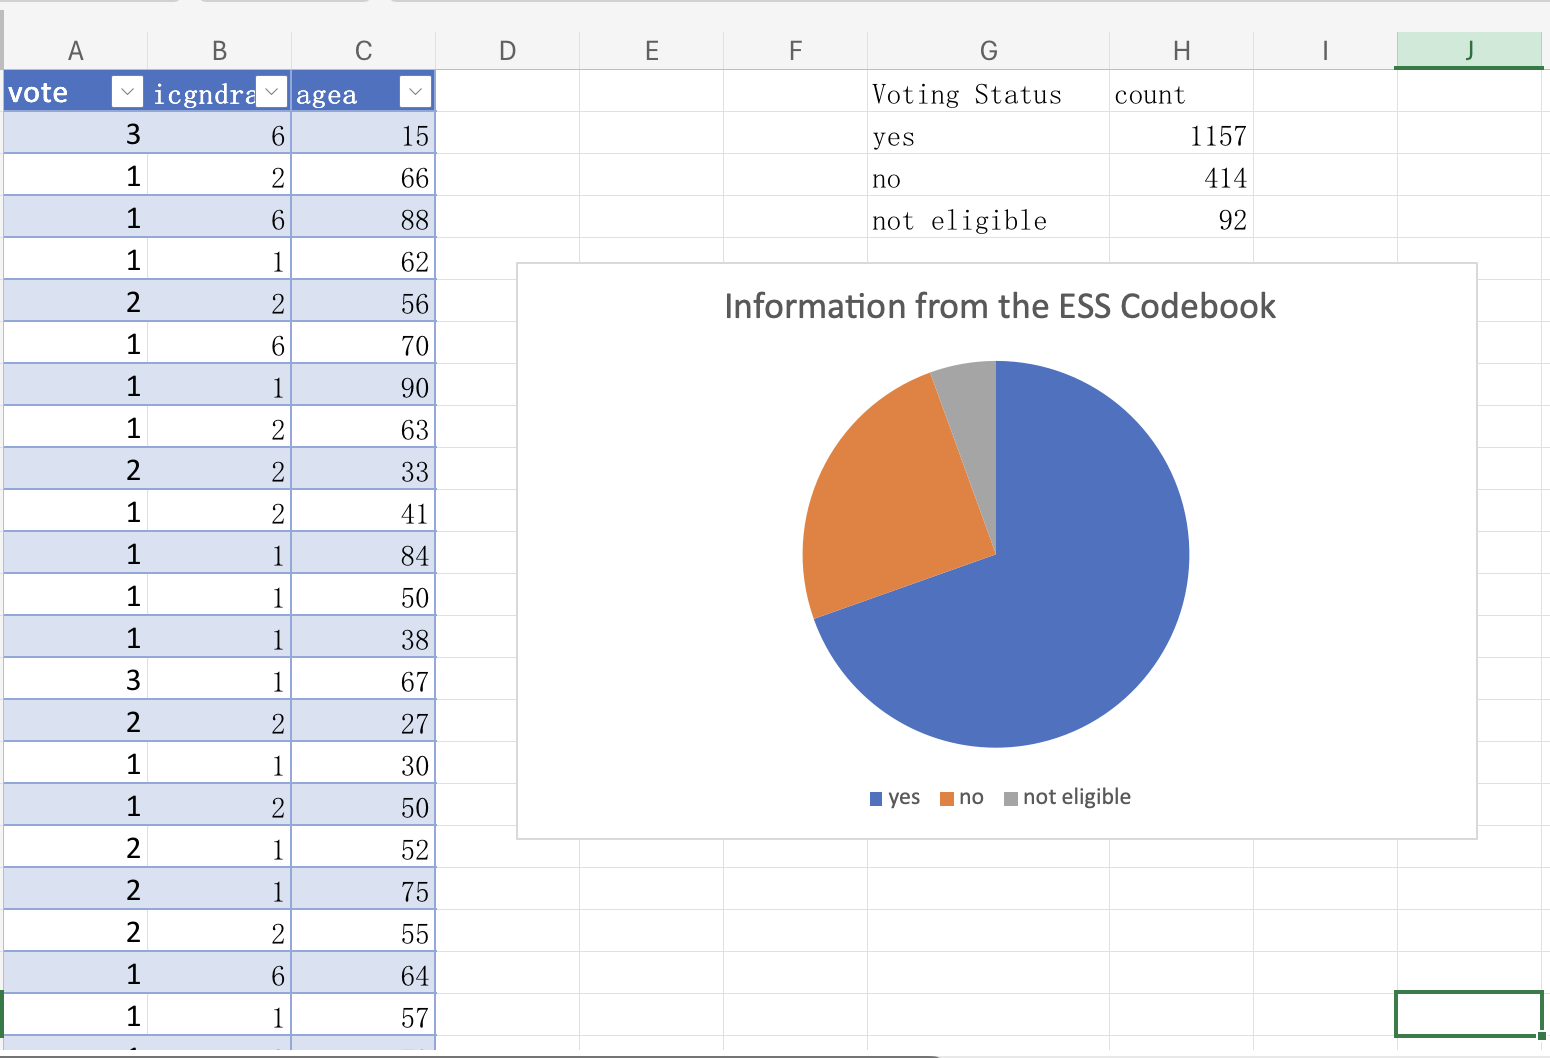 A B C D E F G H I J
vote icgndra agea Voting Status count
3 6 15 yes 1157
1 2 66 no 414
1 6 88 not eligible 92
1 1 62
2 2 56
1 6 70
1 1 90
1 2 63
2 2 33
1 2 41
1 1 84
1 1 50
1 1 38
3 1 67
2 2 27
1 1 30
1 2 50
2 1 52
2 1 75
2 2 55
1 6 64
1 1 57
Information from the ESS Codebook
yes no not eligible